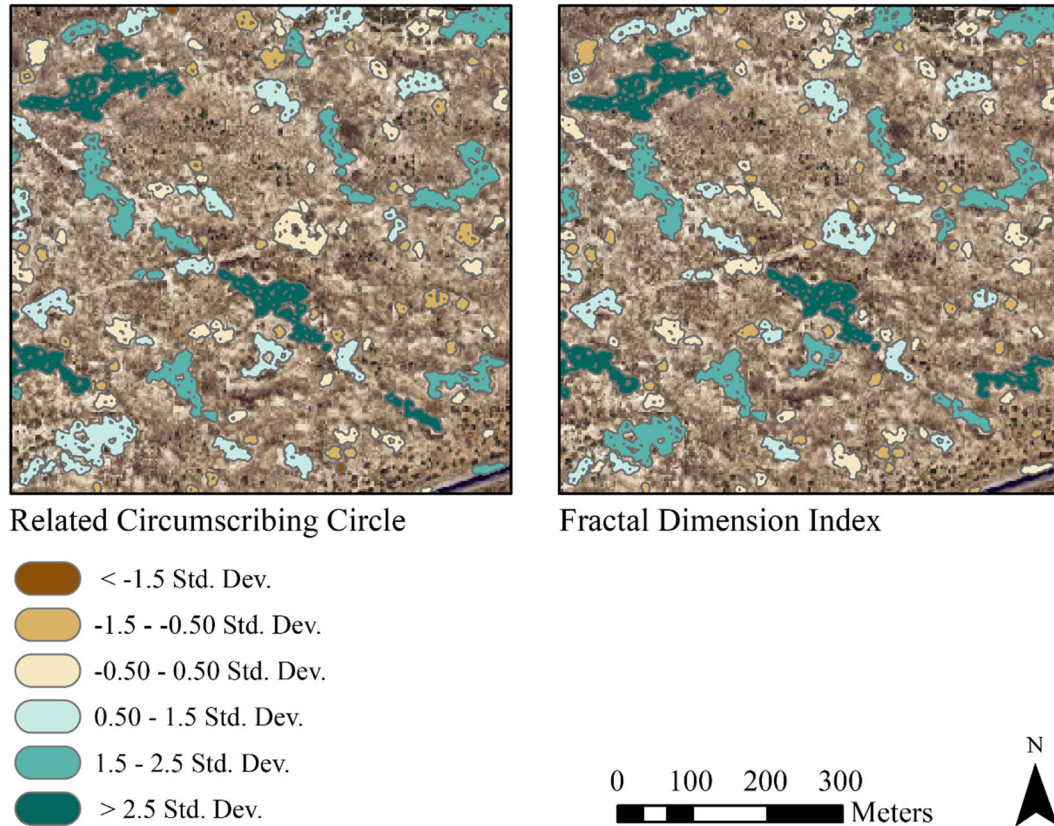 Related Circumscribing Circle
Fractal Dimension Index
< -1.5 Std. Dev.
-1.5 - -0.50 Std. Dev.
-0.50 - 0.50 Std. Dev.
0.50 - 1.5 Std. Dev.
1.5 - 2.5 Std. Dev.
> 2.5 Std. Dev.
0 100 200 300
Meters
N